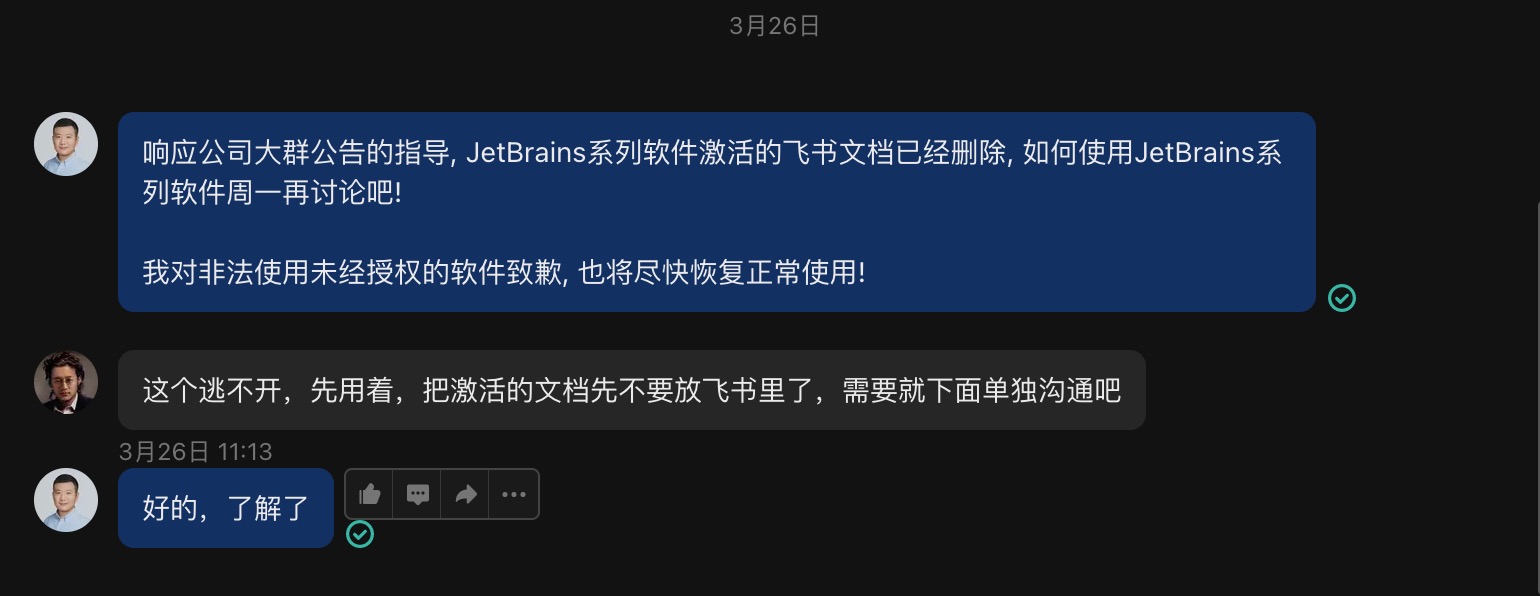 3月26日
响应公司大群公告的指导, JetBrains系列软件激活的飞书文档已经删除, 如何使用JetBrains系
列软件周一再讨论吧!
我对非法使用未经授权的软件致歉, 也将尽快恢复正常使用!
这个逃不开，先用着，把激活的文档先不要放飞书里了，需要就下面单独沟通吧
3月26日 11:13
好的，了解了